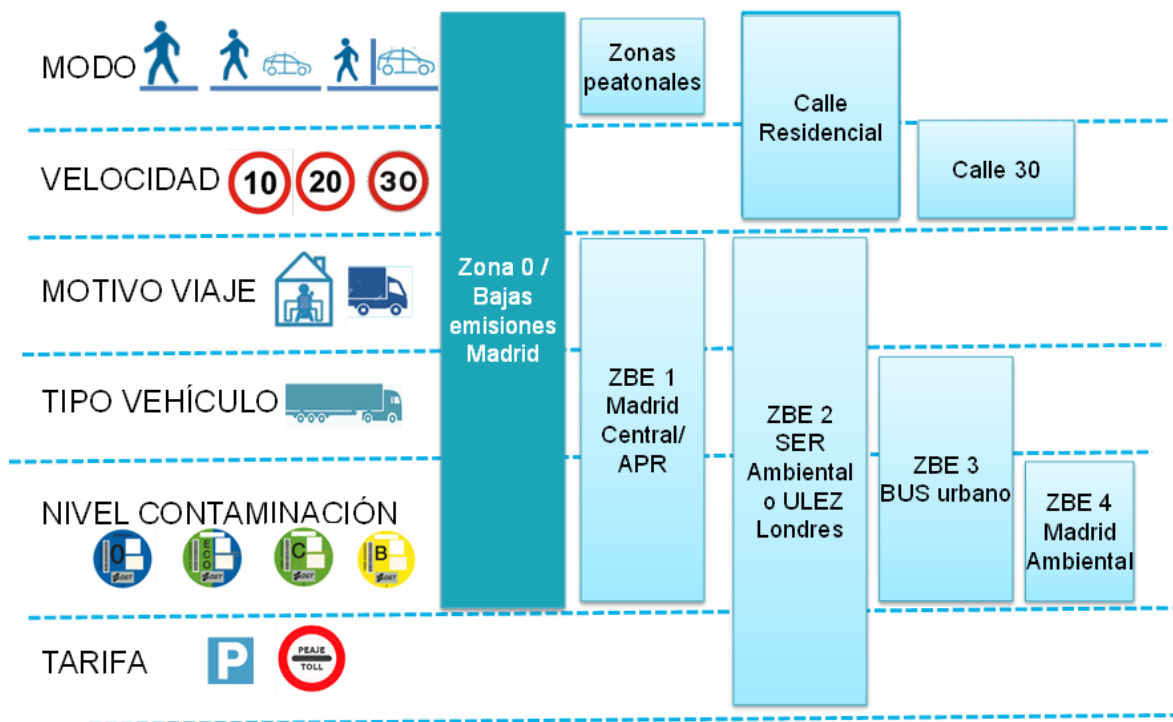 MODO
Zonas
peatonales
Calle
Residencial
VELOCIDAD
10
20
30
Calle 30
MOTIVO VIAJE
Zona 0 /
Bajas
emisiones
Madrid
TIPO VEHÍCULO
ZBE 1
Madrid
Central/
APR
ZBE 2
SER
Ambiental
o ULEZ
Londres
ZBE 3
BUS urbano
ZBE 4
Madrid
Ambiental
NIVEL CONTAMINACIÓN
0
ECO
C
B
TARIFA
P
PEAJE
TOLL